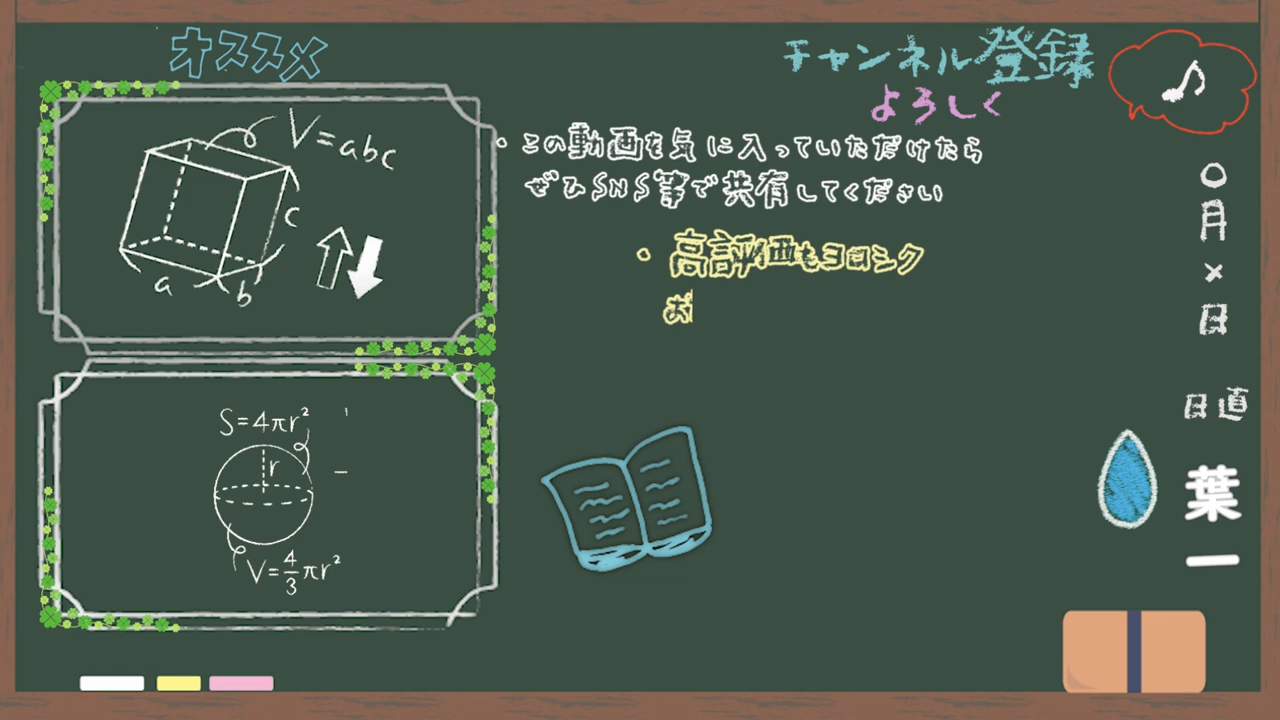 オススメ
V=abc
c
a
b
S=4πr²
r
V=4/3πr²
チャンネル登録
よろしく
♪
・この動画を気に入っていただけたら
ぜひSNS等で共有してください
・高評価もヨロシク
お
〇月×日
日直
葉一